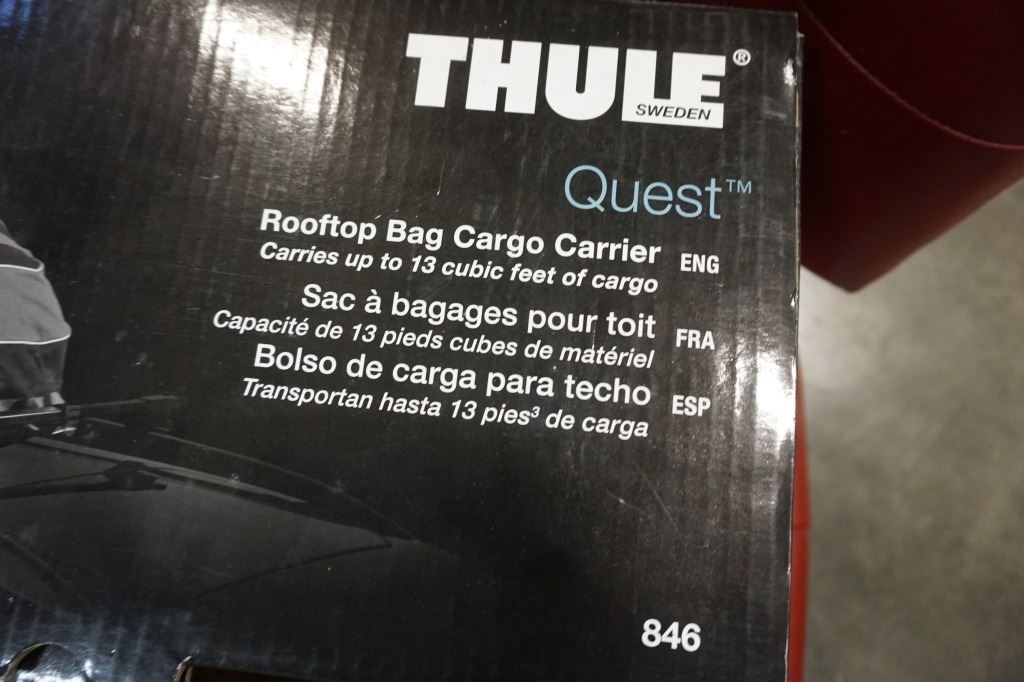 THULE®
SWEDEN
Quest™
Rooftop Bag Cargo Carrier ENG
Carries up to 13 cubic feet of cargo
Sac à bagages pour toit FRA
Capacité de 13 pieds cubes de matériel
Bolso de carga para techo ESP
Transportan hasta 13 pies³ de carga
846